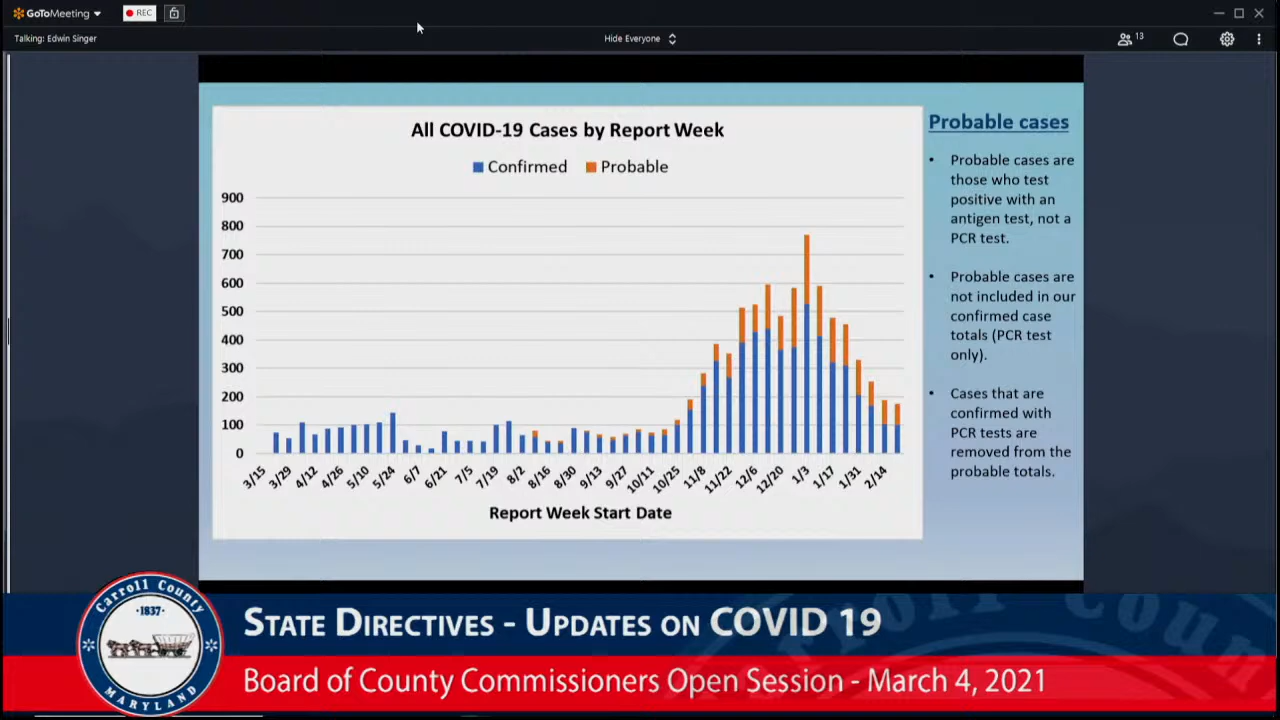 GoToMeeting
REC
Talking: Edwin Singer
Hide Everyone
13
All COVID-19 Cases by Report Week
Confirmed
Probable
900
800
700
600
500
400
300
200
100
0
3/15
3/29
4/12
4/26
5/10
5/24
6/7
6/21
7/5
7/19
8/2
8/16
8/30
9/13
9/27
10/11
10/25
11/8
11/22
12/6
12/20
1/3
1/17
1/31
2/14
Report Week Start Date
Probable cases
• Probable cases are
those who test
positive with an
antigen test, not a
PCR test.
• Probable cases are
not included in our
confirmed case
totals (PCR test
only).
• Cases that are
confirmed with
PCR tests are
removed from the
probable totals.
Carroll County
·1837·
MARYLAND
STATE DIRECTIVES - UPDATES ON COVID 19
Board of County Commissioners Open Session - March 4, 2021